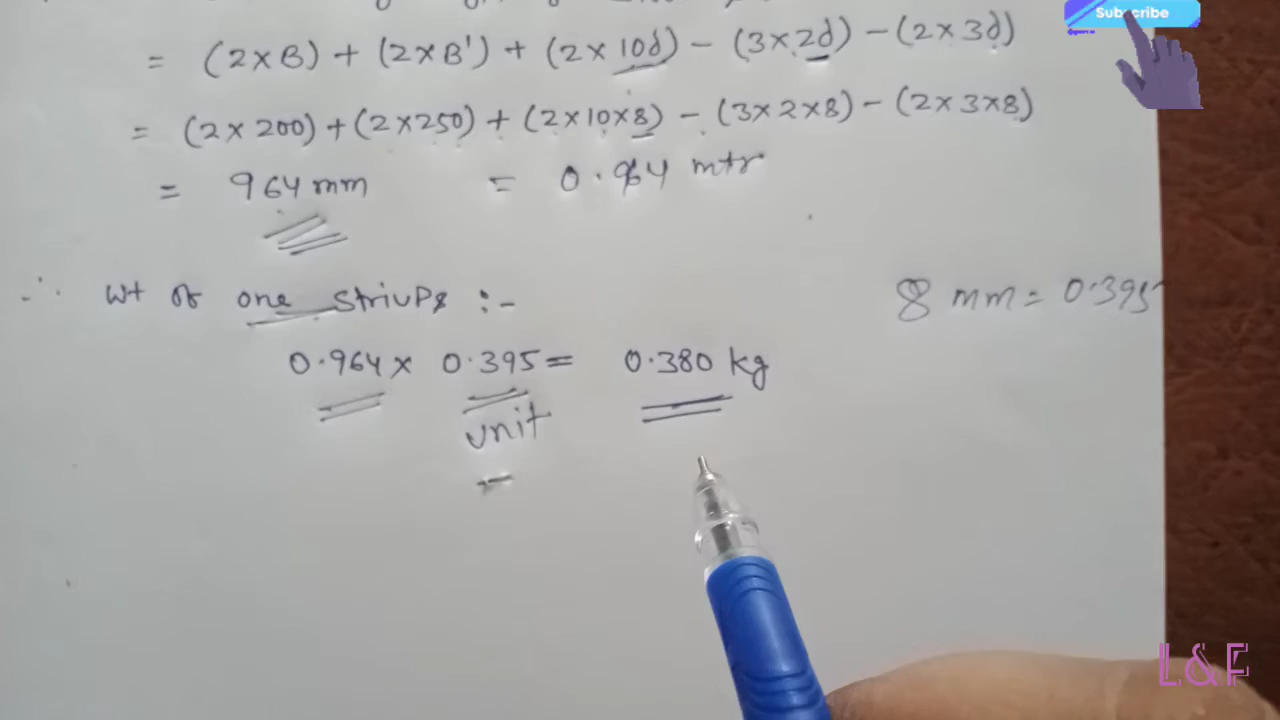 Subscribe
= (2×B) + (2×B') + (2×10d) - (3×2d) - (2×3d)
= (2×200) + (2×250) + (2×10×8) - (3×2×8) - (2×3×8)
= 964 mm = 0.964 mtr
∴ wt of one strivps :-
8 mm = 0.395
0.964 × 0.395 = 0.380 kg
unit
L&F